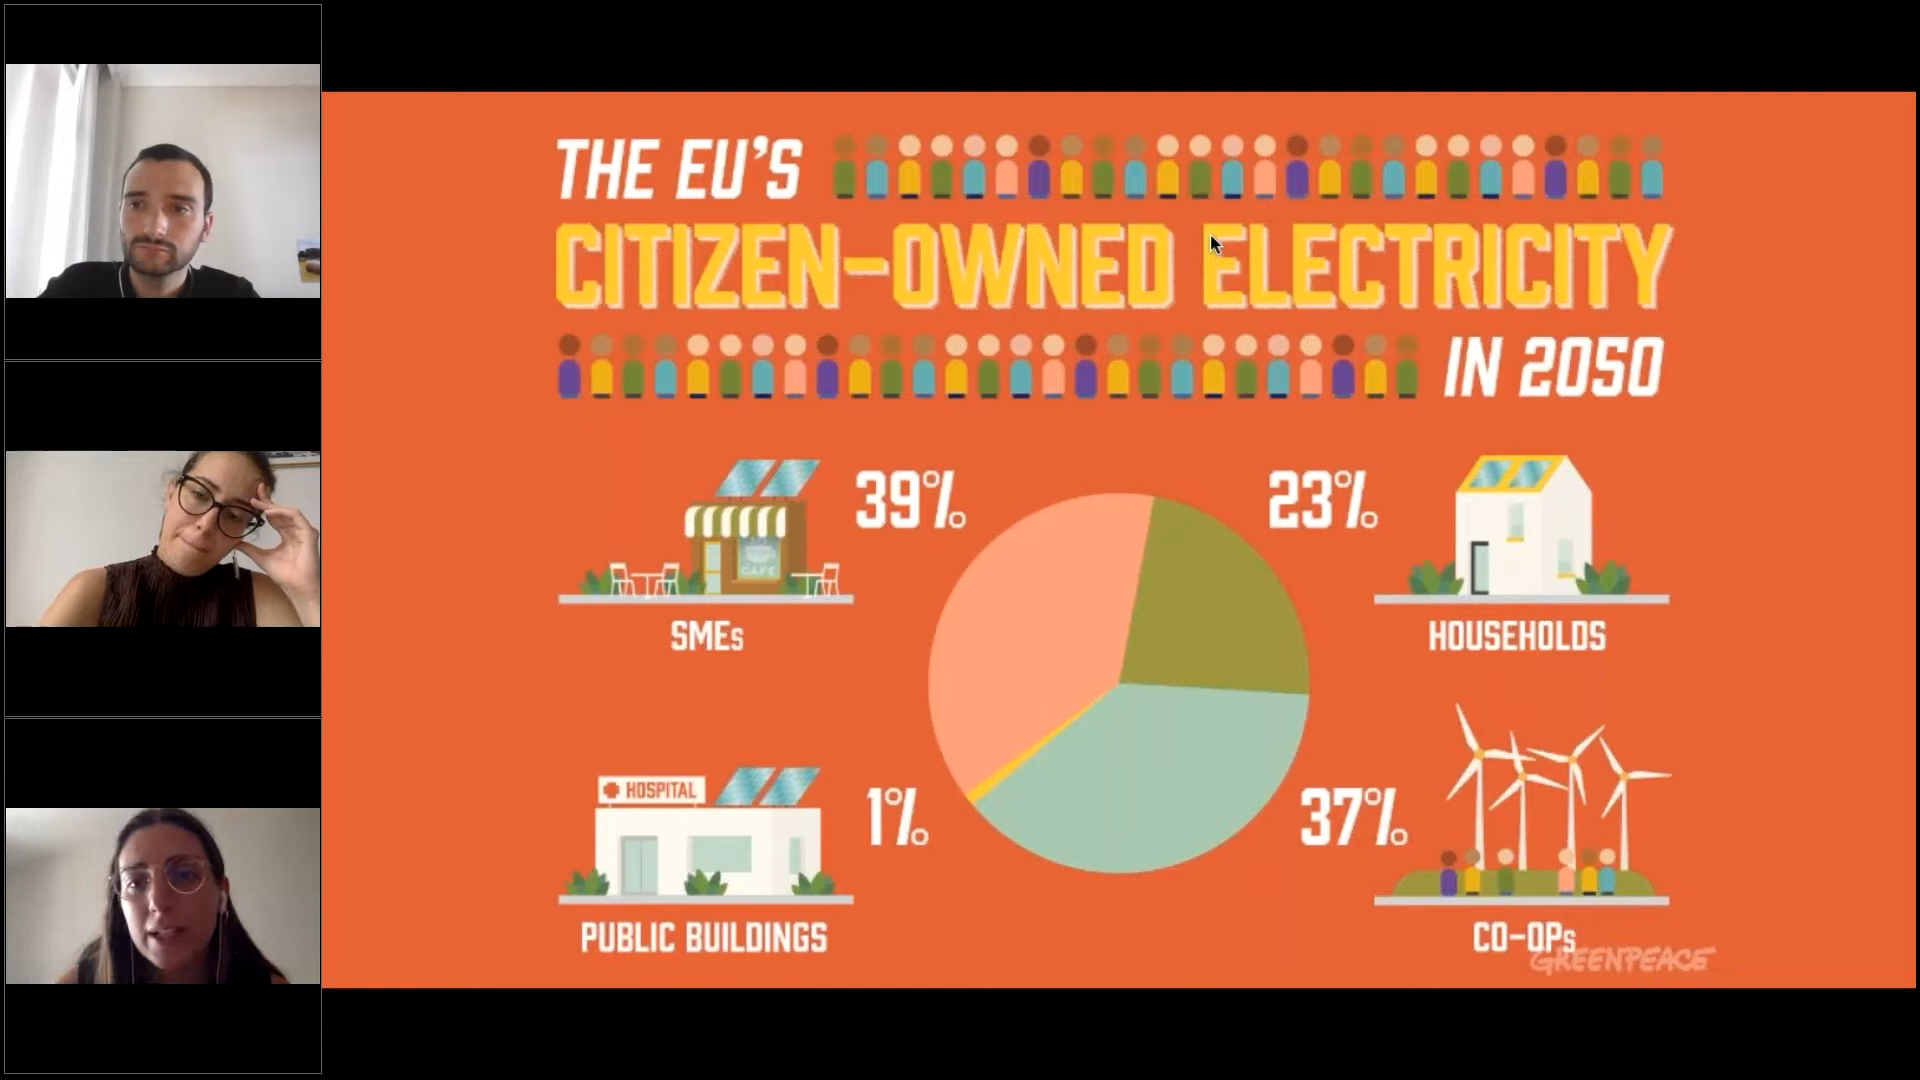 THE EU'S
CITIZEN-OWNED ELECTRICITY
IN 2050
39%
23%
CAFE
SMEs
HOUSEHOLDS
HOSPITAL
1%
37%
PUBLIC BUILDINGS
CO-OPs
GREENPEACE